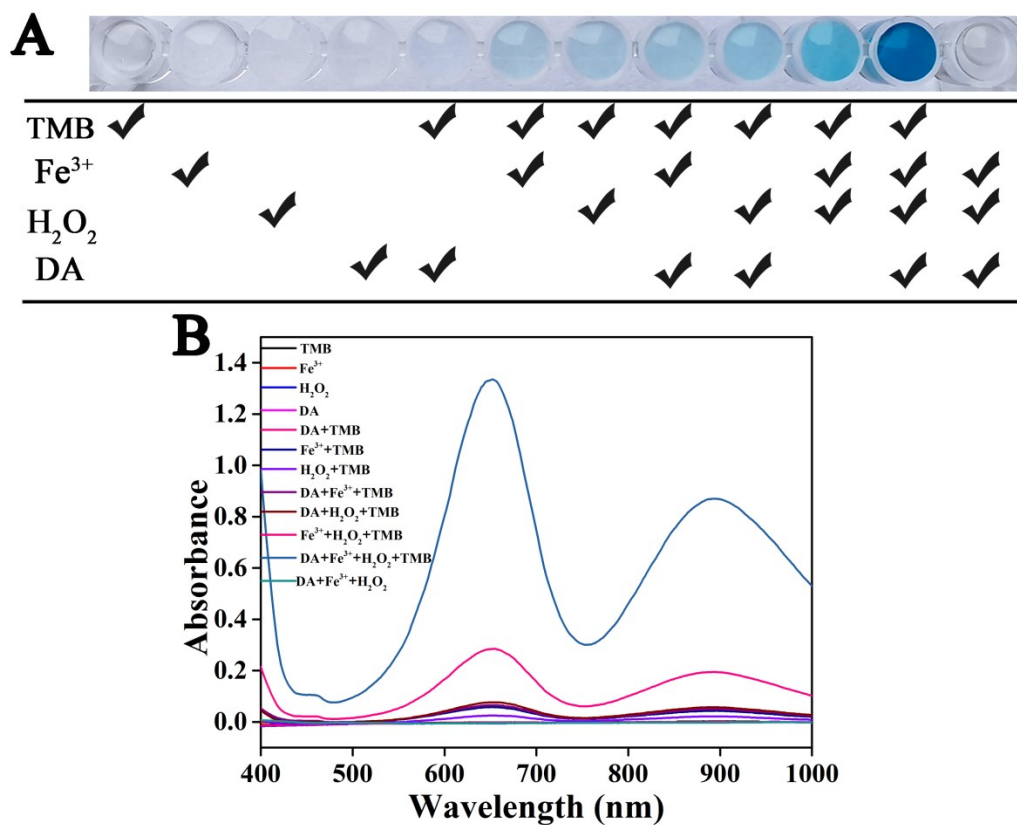 A
TMB
Fe³⁺
H₂O₂
DA
B
TMB
Fe³⁺
H₂O₂
DA
DA+TMB
Fe³⁺+TMB
H₂O₂+TMB
DA+Fe³⁺+TMB
DA+H₂O₂+TMB
Fe³⁺+H₂O₂+TMB
DA+Fe³⁺+H₂O₂+TMB
DA+Fe³⁺+H₂O₂
Absorbance
1.4
1.2
1.0
0.8
0.6
0.4
0.2
0.0
400 500 600 700 800 900 1000
Wavelength (nm)